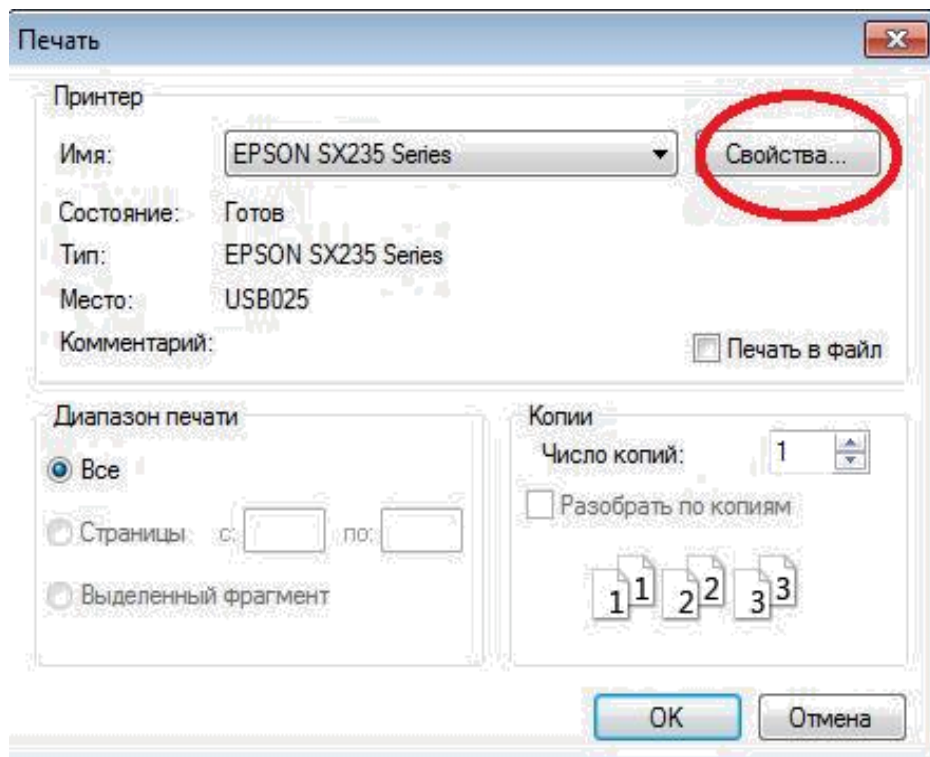 Печать
Принтер
Имя: EPSON SX235 Series Свойства...
Состояние: Готов
Тип: EPSON SX235 Series
Место: USB025
Комментарий:
Печать в файл
Диапазон печати
Все
Страницы с: по:
Выделенный фрагмент
Копии
Число копий: 1
Разобрать по копиям
1 1 2 2 3 3
OK Отмена